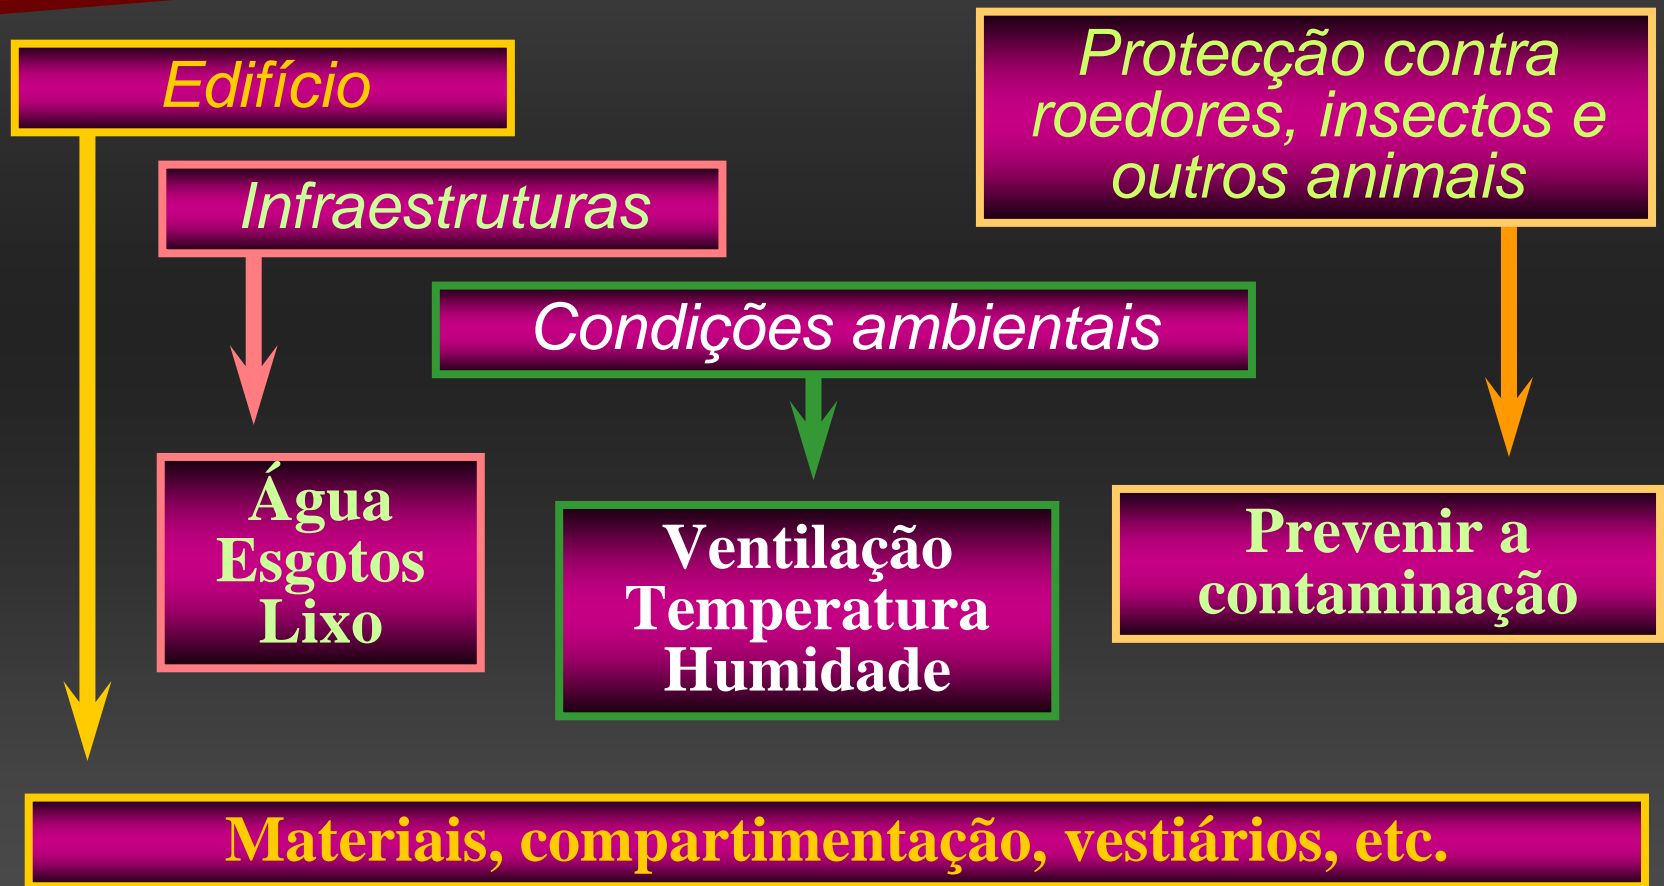 Edifício
Infraestruturas
Condições ambientais
Protecção contra
roedores, insectos e
outros animais
Água
Esgotos
Lixo
Ventilação
Temperatura
Humidade
Prevenir a
contaminação
Materiais, compartimentação, vestiários, etc.